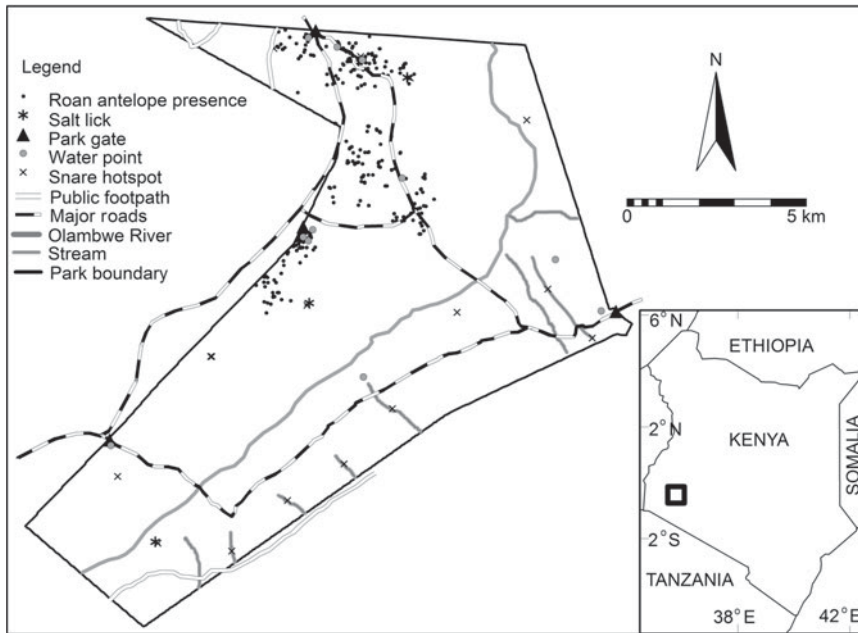 Legend
Roan antelope presence
Salt lick
Park gate
Water point
Snare hotspot
Public footpath
Major roads
Olambwe River
Stream
Park boundary
N
0 5 km
6°N
ETHIOPIA
2°N
KENYA
SOMALIA
2°S
TANZANIA
38°E
42°E